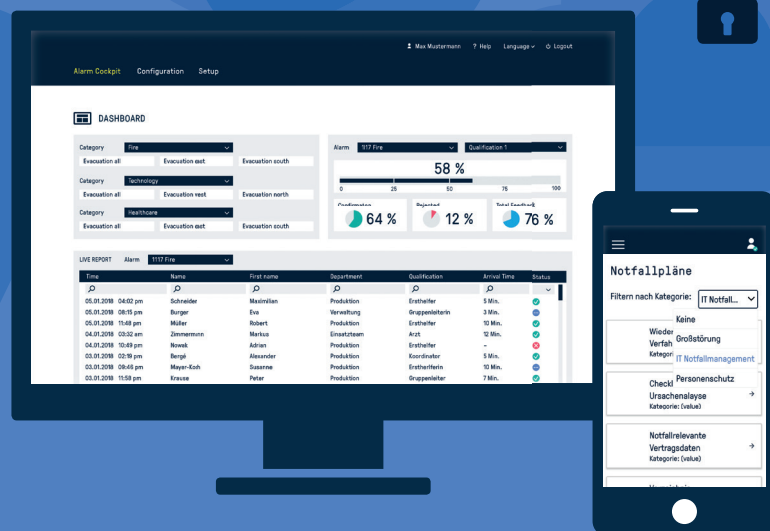 Max Mustermann ? Help Language Logout
Alarm Cockpit Configuration Setup
DASHBOARD
Category Fire
Evacuation all Evacuation east Evacuation south
Category Technology
Evacuation all Evacuation vest Evacuation north
Category Healthcare
Evacuation all Evacuation east Evacuation south
Alarm 1117 Fire Qualification 1
58 %
0 25 50 75 100
Confirmation Rejected Total Feedback
64 % 12 % 76 %
LIVE REPORT Alarm 1117 Fire
Time Name First name Department Qualification Arrival Time Status
05.01.2018 04:02 pm Schneider Maximilian Produktion Ersthelfer 5 Min.
05.01.2018 08:15 pm Burger Eva Verwaltung Gruppenleiterin 3 Min.
05.01.2018 11:48 pm Müller Robert Produktion Ersthelfer 10 Min.
04.01.2018 03:32 am Zimmermann Markus Einsatzteam Arzt 12 Min.
04.01.2018 10:49 pm Nowak Adrian Produktion Ersthelfer –
03.01.2018 02:19 pm Bergé Alexander Produktion Koordinator 5 Min.
03.01.2018 09:46 pm Mayer-Koh Susanne Produktion Erstherlferin 10 Min.
03.01.2018 11:58 pm Krause Peter Produktion Gruppenleiter 7 Min.
Notfallpläne
Filtern nach Kategorie: IT Notfall...
Keine
Großstörung
IT Notfallmanagement
Personenschutz
Wieder
Verfah
Kategori
Checkl
Ursachenalayse
Kategorie: (value)
Notfallrelevante
Vertragsdaten
Kategorie: (value)